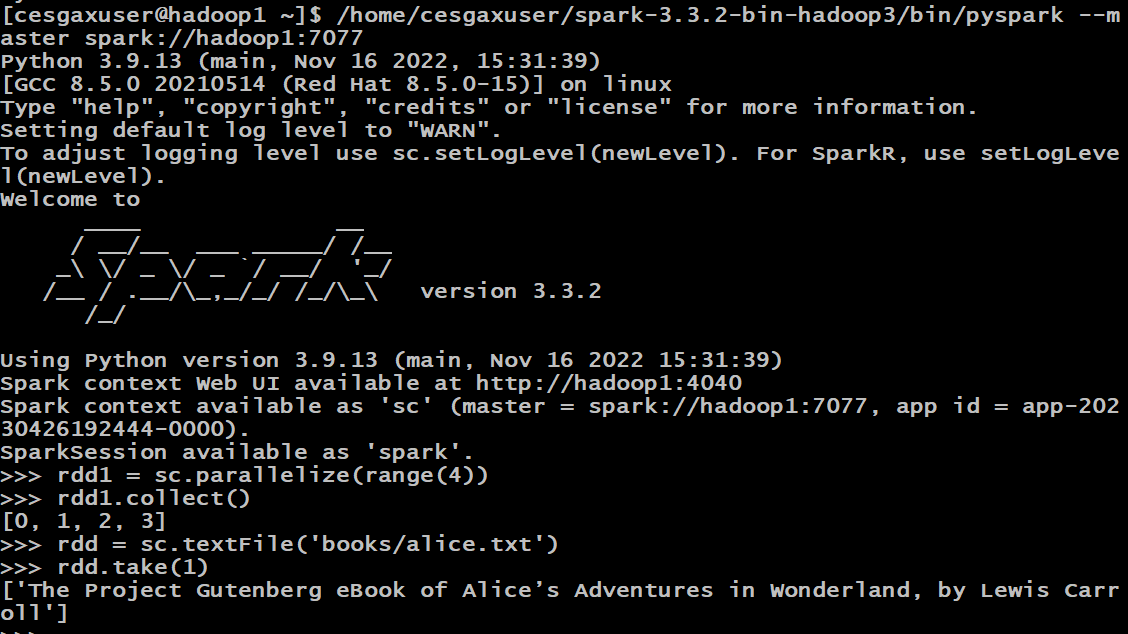 [cesgaxuser@hadoop1 ~]$ /home/cesgaxuser/spark-3.3.2-bin-hadoop3/bin/pyspark --m
aster spark://hadoop1:7077
Python 3.9.13 (main, Nov 16 2022, 15:31:39)
[GCC 8.5.0 20210514 (Red Hat 8.5.0-15)] on linux
Type "help", "copyright", "credits" or "license" for more information.
Setting default log level to "WARN".
To adjust logging level use sc.setLogLevel(newLevel). For SparkR, use setLogLeve
l(newLevel).
Welcome to
      ____              __
     / __/__  ___ _____/ /__
    _\ \/ _ \/ _ `/ __/  '_/
   /__ / .__/\_,_/_/ /_/\_\   version 3.3.2
      /_/
Using Python version 3.9.13 (main, Nov 16 2022 15:31:39)
Spark context Web UI available at http://hadoop1:4040
Spark context available as 'sc' (master = spark://hadoop1:7077, app id = app-202
30426192444-0000).
SparkSession available as 'spark'.
>>> rdd1 = sc.parallelize(range(4))
>>> rdd1.collect()
[0, 1, 2, 3]
>>> rdd = sc.textFile('books/alice.txt')
>>> rdd.take(1)
['The Project Gutenberg eBook of Alice’s Adventures in Wonderland, by Lewis Carr
oll']
>>>